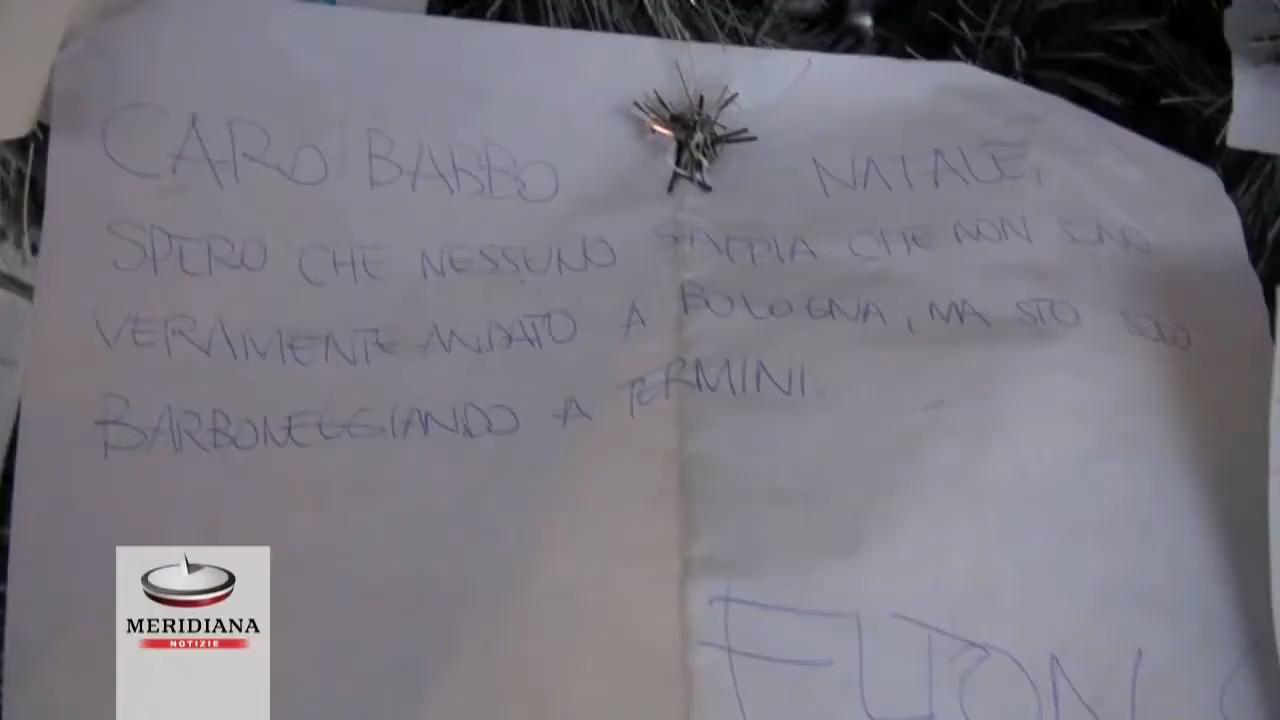 CARO BABBO NATALE,
SPERO CHE NESSUNO SAPPIA CHE NON SONO
VERAMENTE ANDATO A BOLOGNA, MA STO SOLO
BARBONEGGIANDO A TERMINI
MERIDIANA
NOTIZIE